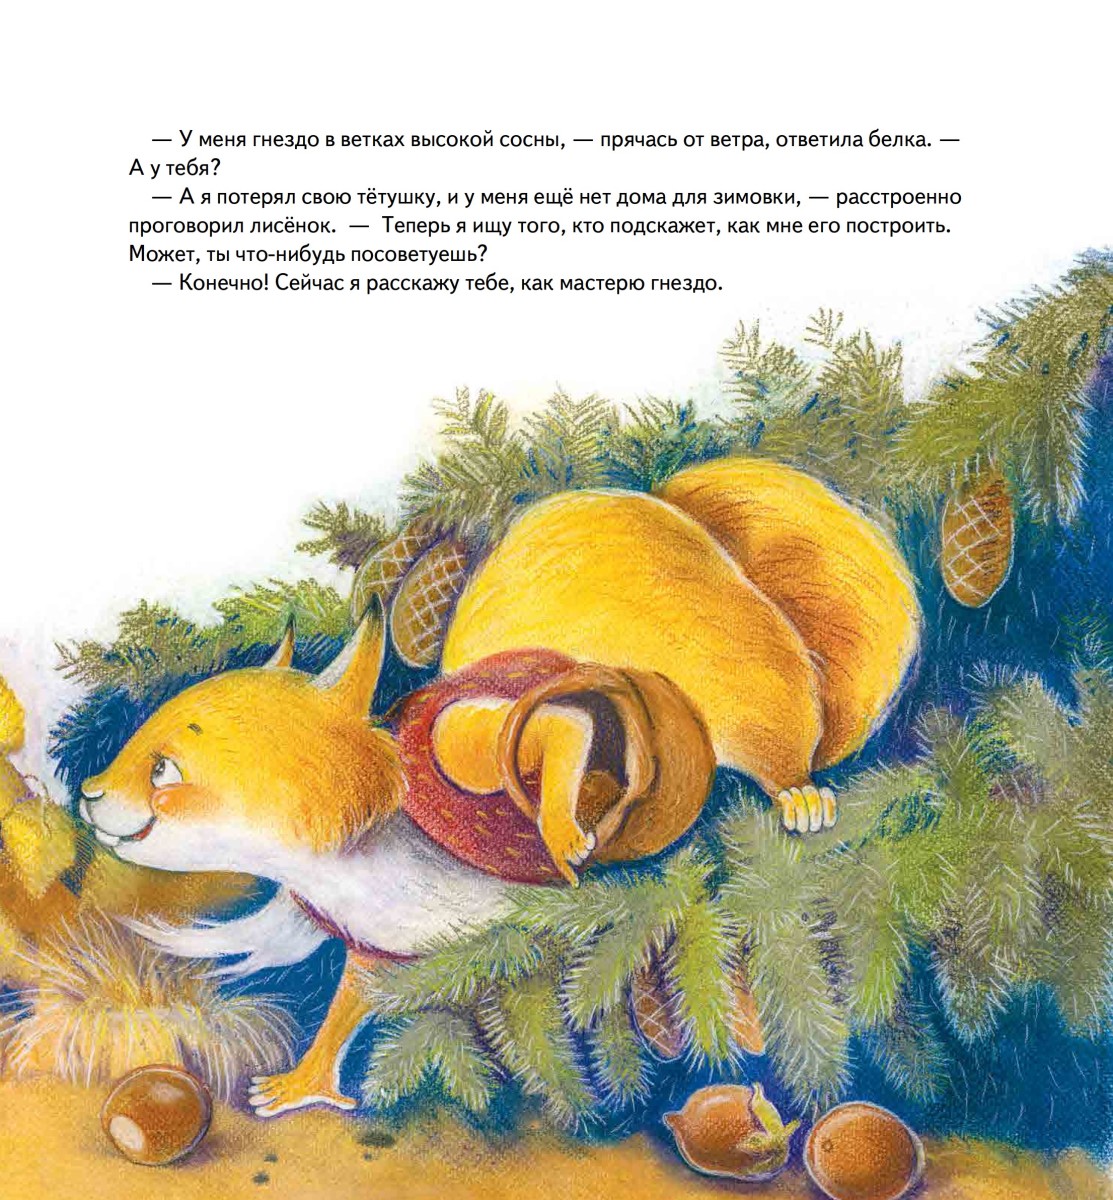 — У меня гнездо в ветках высокой сосны, — прячась от ветра, ответила белка. —
А у тебя?
— А я потерял свою тётушку, и у меня ещё нет дома для зимовки, — расстроенно
проговорил лисёнок. — Теперь я ищу того, кто подскажет, как мне его построить.
Может, ты что-нибудь посоветуешь?
— Конечно! Сейчас я расскажу тебе, как мастерю гнездо.